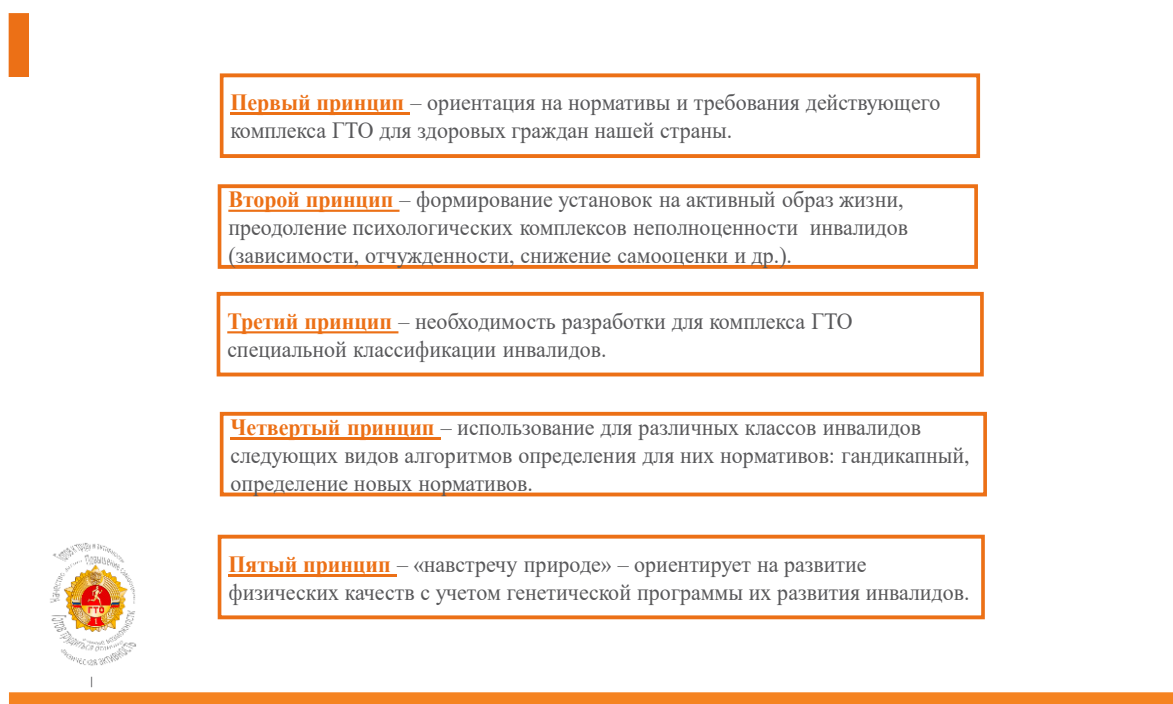 Первый принцип – ориентация на нормативы и требования действующего
комплекса ГТО для здоровых граждан нашей страны.
Второй принцип – формирование установок на активный образ жизни,
преодоление психологических комплексов неполноценности инвалидов
(зависимости, отчужденности, снижение самооценки и др.).
Третий принцип – необходимость разработки для комплекса ГТО
специальной классификации инвалидов.
Четвертый принцип – использование для различных классов инвалидов
следующих видов алгоритмов определения для них нормативов: гандикапный,
определение новых нормативов.
Пятый принцип – «навстречу природе» – ориентирует на развитие
физических качеств с учетом генетической программы их развития инвалидов.
ГТО
I